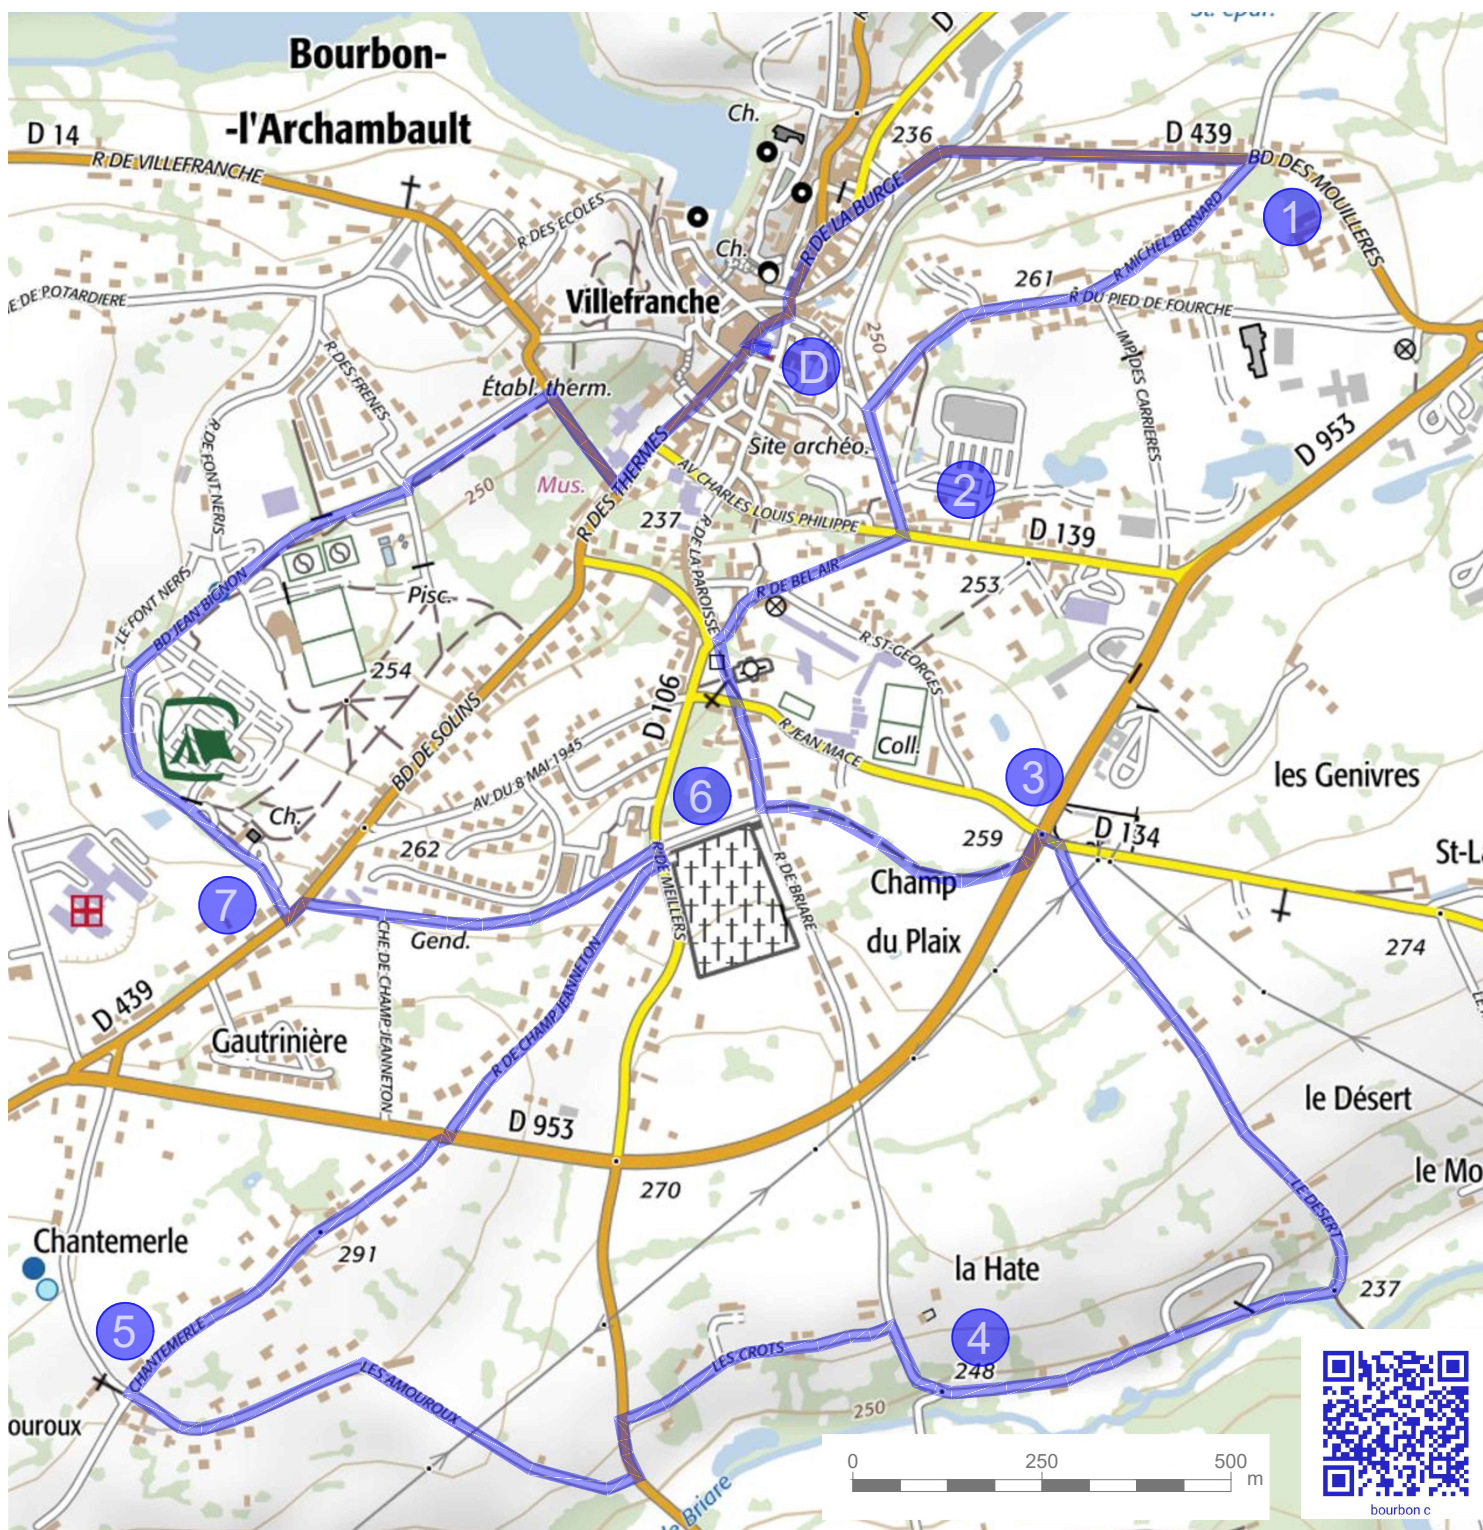 St. épur.
Bourbon-
-l'Archambault
D 14
R DE VILLEFRANCHE
Ch.
D
236
D 439
BD DES MOUILLERES
1
R DES ECOLES
R DE LA BURGE
R MICHEL BERNARD
Ch.
261
E DE POTARDIERE
Villefranche
R DU PIED DE FOURCHE
250
D
R DES FRENES
IMP DES CARRIERES
Établ. therm.
D 953
R DE FONT NERIS
Site archéo.
250
Mus.
R DES THERMES
AV CHARLES LOUIS PHILIPPE
2
237
D 139
R DE LA PAROISSE
LE FONT NERIS
BD JEAN BIGNON
Pisc.
R DE BEL AIR
253
R ST-GEORGES
254
D 106
BD DE SOLINS
R JEAN MACE
Coll.
AV DU 8 MAI 1945
3
les Genivres
6
Ch.
262
259
D 134
St-L
R DE MEILLERS
R DE BRIARE
Champ
du Plaix
7
Gend.
CHE DE CHAMP JEANNETON
R DE CHAMP JEANNETON
274
D 439
Gautrinière
D 953
le Désert
le Mo
270
LE DESERT
Chantemerle
291
la Hate
237
5
CHANTEMERLE
4
LES CROTS
248
LES AMOUROUX
250
ouroux
0 250 500 m
le Briare
bourbon c